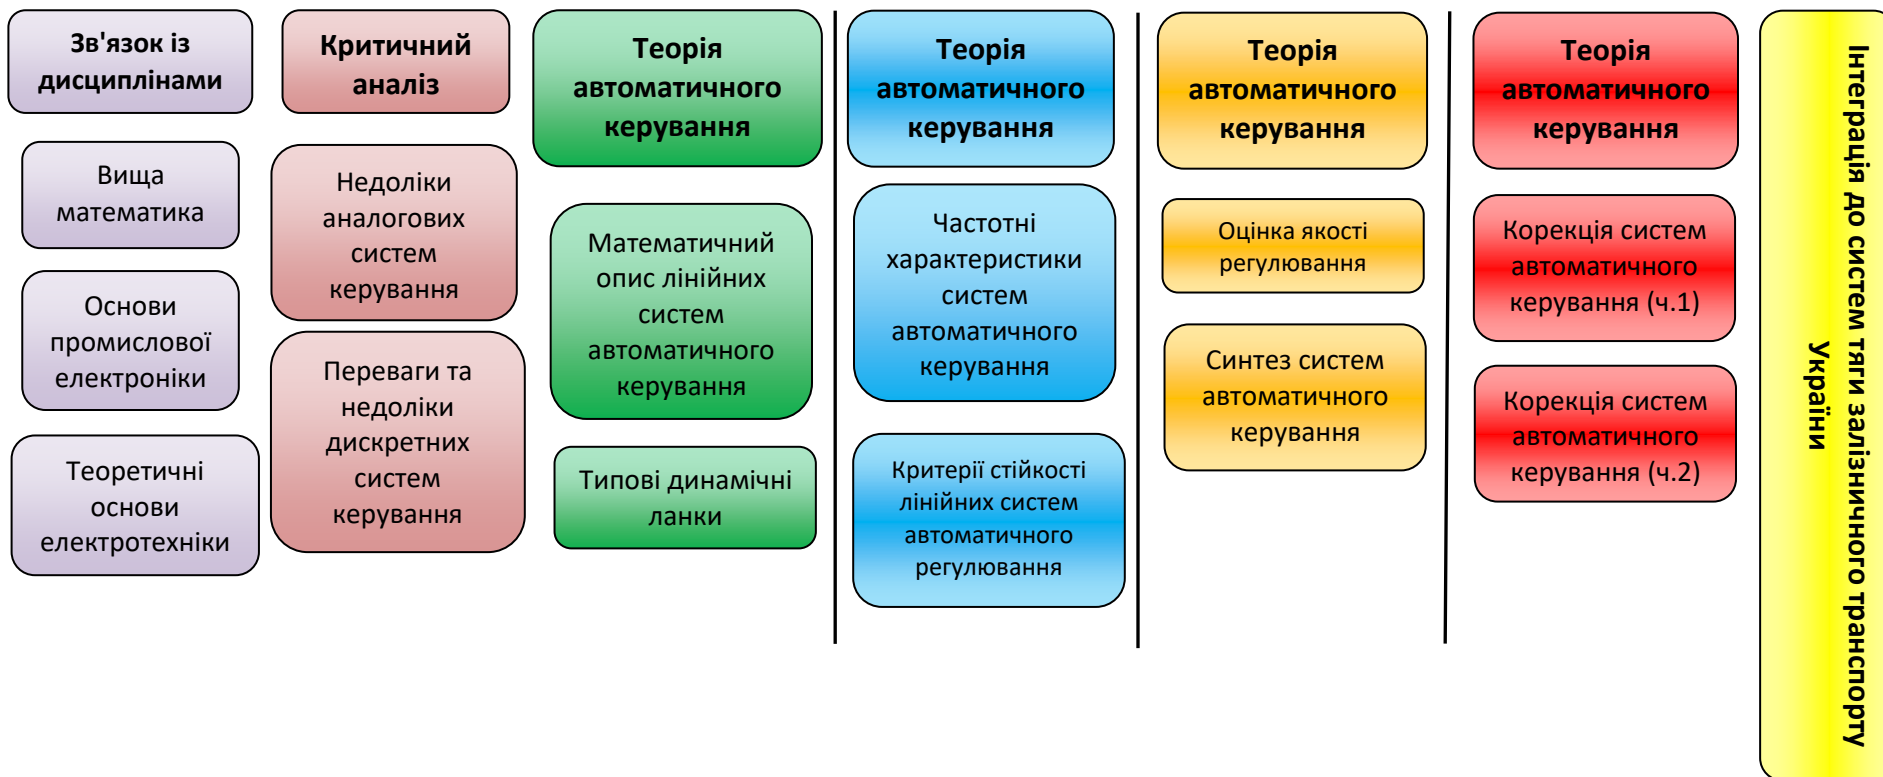 Зв'язок із
дисциплінами
Вища
математика
Основи
промислової
електроніки
Теоретичні
основи
електротехніки
Критичний
аналіз
Недоліки
аналогових
систем
керування
Переваги та
недоліки
дискретних
систем
керування
Теорія
автоматичного
керування
Математичний
опис лінійних
систем
автоматичного
керування
Типові динамічні
ланки
Теорія
автоматичного
керування
Частотні
характеристики
систем
автоматичного
керування
Критерії стійкості
лінійних систем
автоматичного
регулювання
Теорія
автоматичного
керування
Оцінка якості
регулювання
Синтез систем
автоматичного
керування
Теорія
автоматичного
керування
Корекція систем
автоматичного
керування (ч.1)
Корекція систем
автоматичного
керування (ч.2)
Інтеграція до систем тяги залізничного транспорту
України